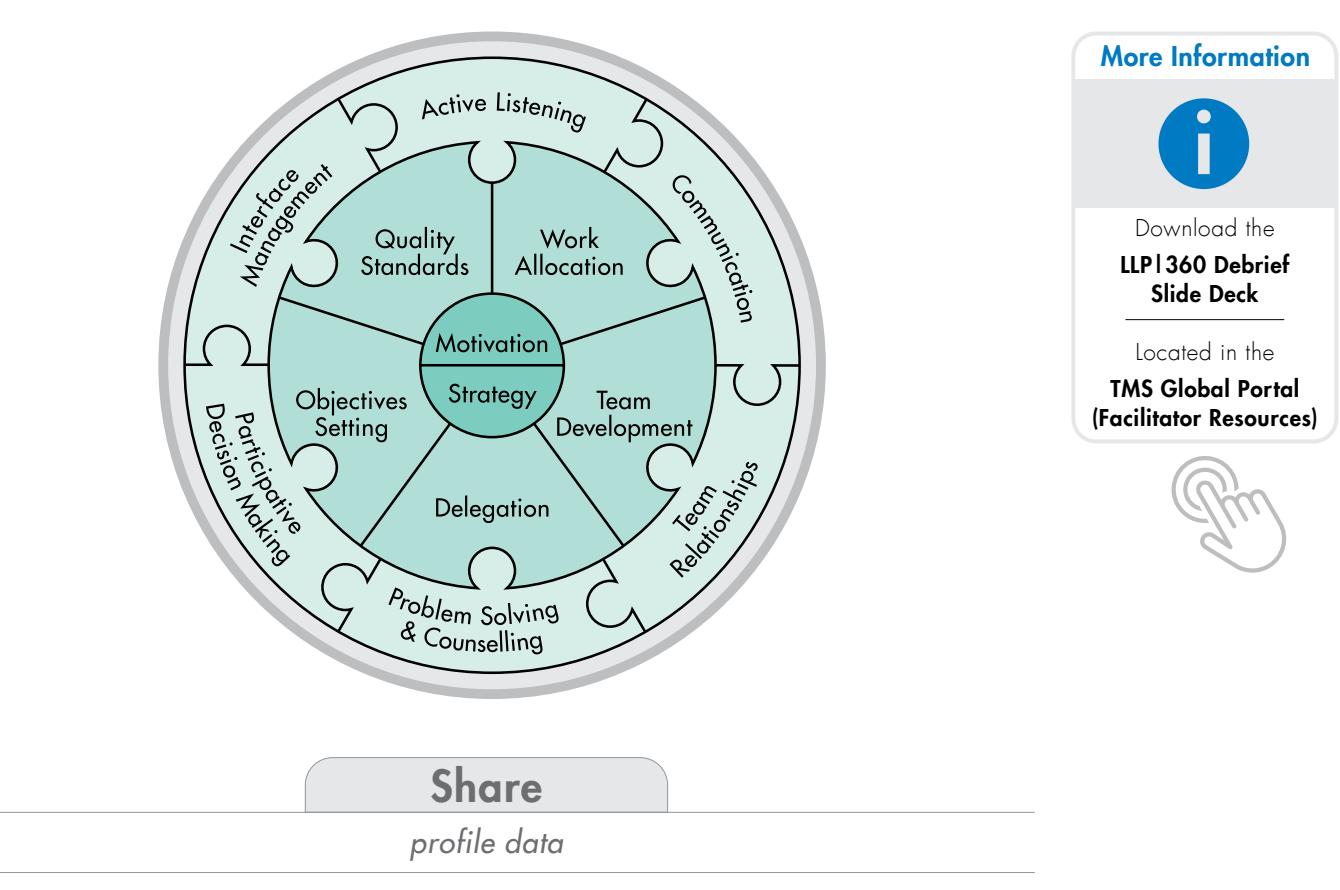 Active Listening
Communication
Team
Relationships
Problem Solving
& Counselling
Participative
Decision Making
Interface
Management
Quality
Standards
Work
Allocation
Team
Development
Delegation
Objectives
Setting
Motivation
Strategy
More Information
i
Download the
LLP|360 Debrief
Slide Deck
Located in the
TMS Global Portal
(Facilitator Resources)
Share
profile data